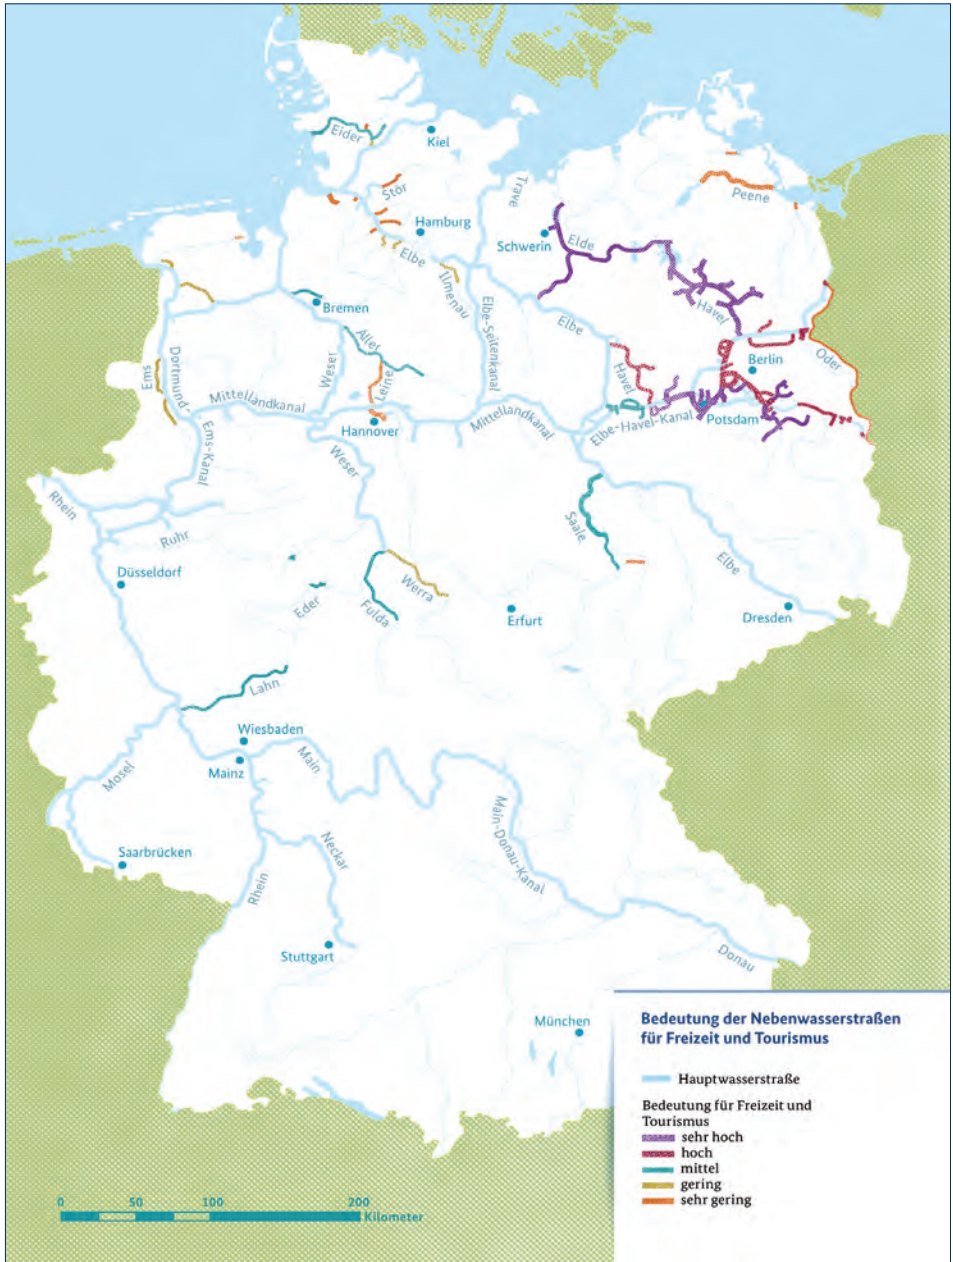 Eider
Kiel
Stör
Trave
Peene
Hamburg
Schwerin
Elde
Elbe
Ilmenau
Elbe-Seitenkanal
Havel
Bremen
Aller
Elbe
Oder
Berlin
Ems
Dortmund-
Ems-Kanal
Weser
Leine
Havel
Mittellandkanal
Mittellandkanal
Elbe-Havel-Kanal
Potsdam
Hannover
Weser
Rhein
Ruhr
Saale
Elbe
Düsseldorf
Eder
Fulda
Werra
Erfurt
Dresden
Lahn
Wiesbaden
Mosel
Mainz
Main
Main-Donau-Kanal
Saarbrücken
Neckar
Rhein
Stuttgart
Donau
München
Bedeutung der Nebenwasserstraßen
für Freizeit und Tourismus
Hauptwasserstraße
Bedeutung für Freizeit und
Tourismus
sehr hoch
hoch
mittel
gering
sehr gering
0 50 100 200
Kilometer